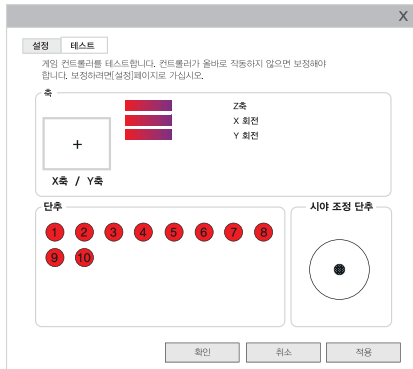 X
설정 테스트
게임 컨트롤러를 테스트합니다. 컨트롤러가 올바로 작동하지 않으면 보정해야
합니다. 보정하려면[설정]페이지로 가십시오.
축
Z축
X 회전
Y 회전
+
X축 / Y축
단추
1 2 3 4 5 6 7 8
9 10
시야 조정 단추
확인 취소 적용